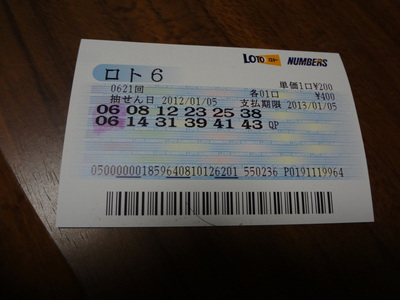 LOTO NUMBERS
ロト6
0621回 単価1口¥200
各01口 ¥400
抽せん日 2012/01/05 支払期限 2013/01/05
06 08 12 23 25 38
06 14 31 39 41 43 QP
05000000018596408101262​01 550236 P0191119964